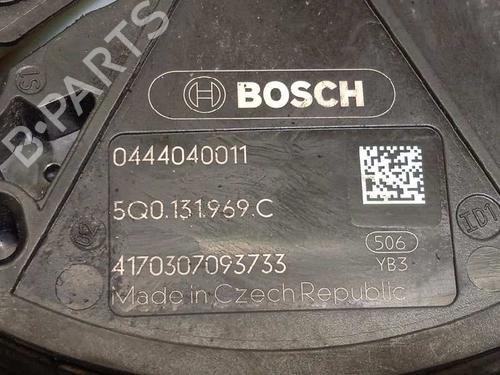 B-PARTS
BOSCH
0444040011
5Q0.131.969.C
506
4170307093733
YB3
Made in Czech Republic
ID1